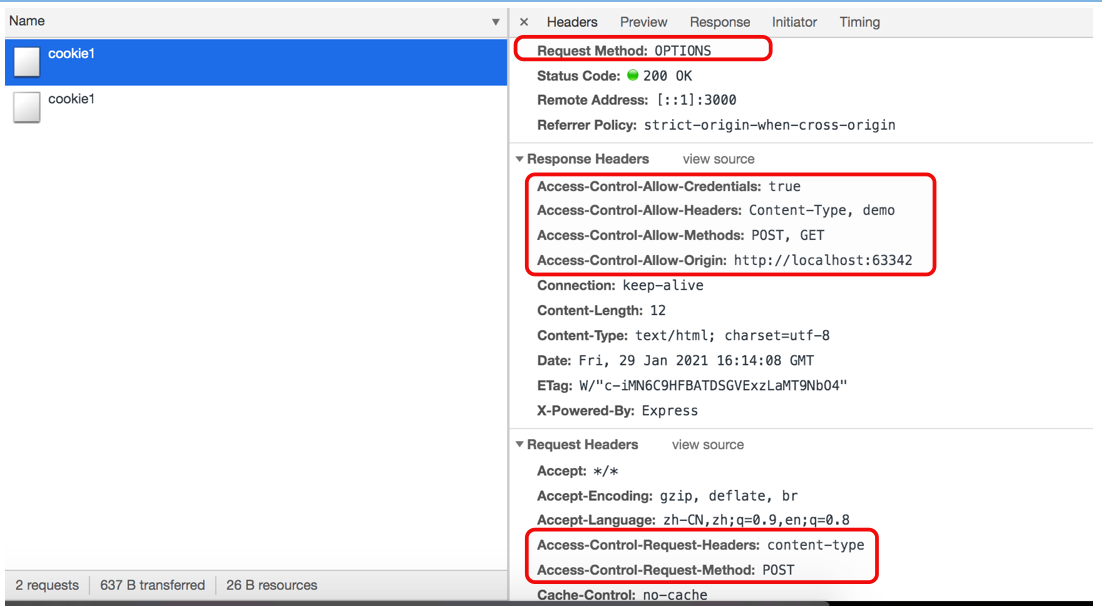 Name ▼
cookie1
cookie1
2 requests 637 B transferred 26 B resources
× Headers Preview Response Initiator Timing
Request Method: OPTIONS
Status Code: 200 OK
Remote Address: [::1]:3000
Referrer Policy: strict-origin-when-cross-origin
▼ Response Headers view source
Access-Control-Allow-Credentials: true
Access-Control-Allow-Headers: Content-Type, demo
Access-Control-Allow-Methods: POST, GET
Access-Control-Allow-Origin: http://localhost:63342
Connection: keep-alive
Content-Length: 12
Content-Type: text/html; charset=utf-8
Date: Fri, 29 Jan 2021 16:14:08 GMT
ETag: W/"c-iMN6C9HFBATDSGVExzLaMT9NbO4"
X-Powered-By: Express
▼ Request Headers view source
Accept: */*
Accept-Encoding: gzip, deflate, br
Accept-Language: zh-CN,zh;q=0.9,en;q=0.8
Access-Control-Request-Headers: content-type
Access-Control-Request-Method: POST
Cache-Control: no-cache